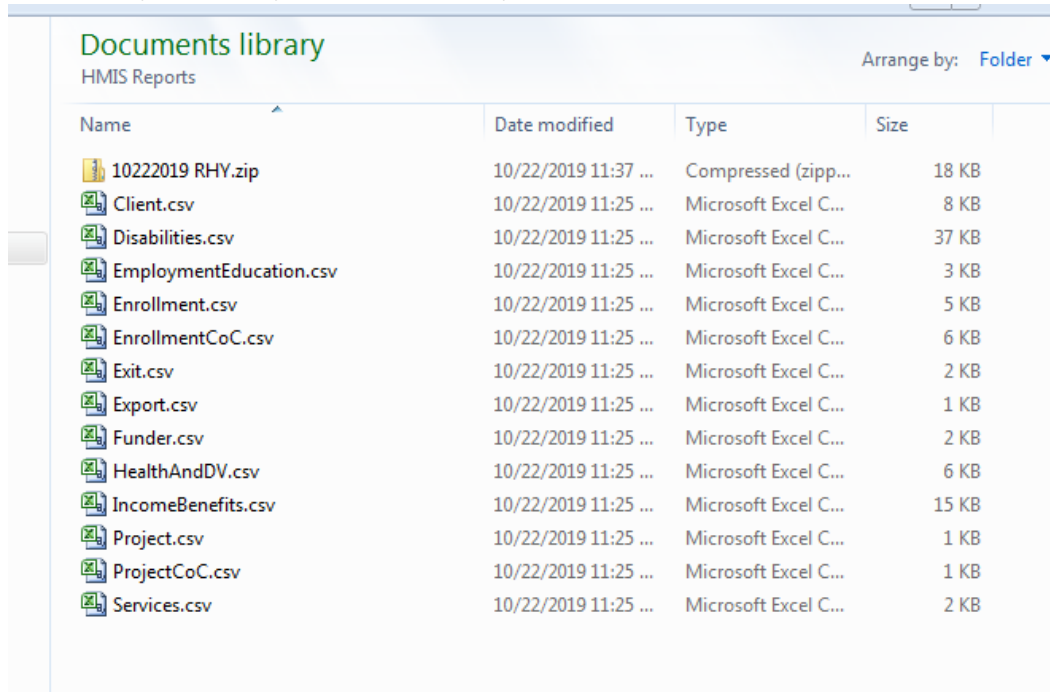 Documents library
HMIS Reports
Arrange by: Folder
Name Date modified Type Size
10222019 RHY.zip 10/22/2019 11:37 ... Compressed (zipp... 18 KB
Client.csv 10/22/2019 11:25 ... Microsoft Excel C... 8 KB
Disabilities.csv 10/22/2019 11:25 ... Microsoft Excel C... 37 KB
EmploymentEducation.csv 10/22/2019 11:25 ... Microsoft Excel C... 3 KB
Enrollment.csv 10/22/2019 11:25 ... Microsoft Excel C... 5 KB
EnrollmentCoC.csv 10/22/2019 11:25 ... Microsoft Excel C... 6 KB
Exit.csv 10/22/2019 11:25 ... Microsoft Excel C... 2 KB
Export.csv 10/22/2019 11:25 ... Microsoft Excel C... 1 KB
Funder.csv 10/22/2019 11:25 ... Microsoft Excel C... 2 KB
HealthAndDV.csv 10/22/2019 11:25 ... Microsoft Excel C... 6 KB
IncomeBenefits.csv 10/22/2019 11:25 ... Microsoft Excel C... 15 KB
Project.csv 10/22/2019 11:25 ... Microsoft Excel C... 1 KB
ProjectCoC.csv 10/22/2019 11:25 ... Microsoft Excel C... 1 KB
Services.csv 10/22/2019 11:25 ... Microsoft Excel C... 2 KB